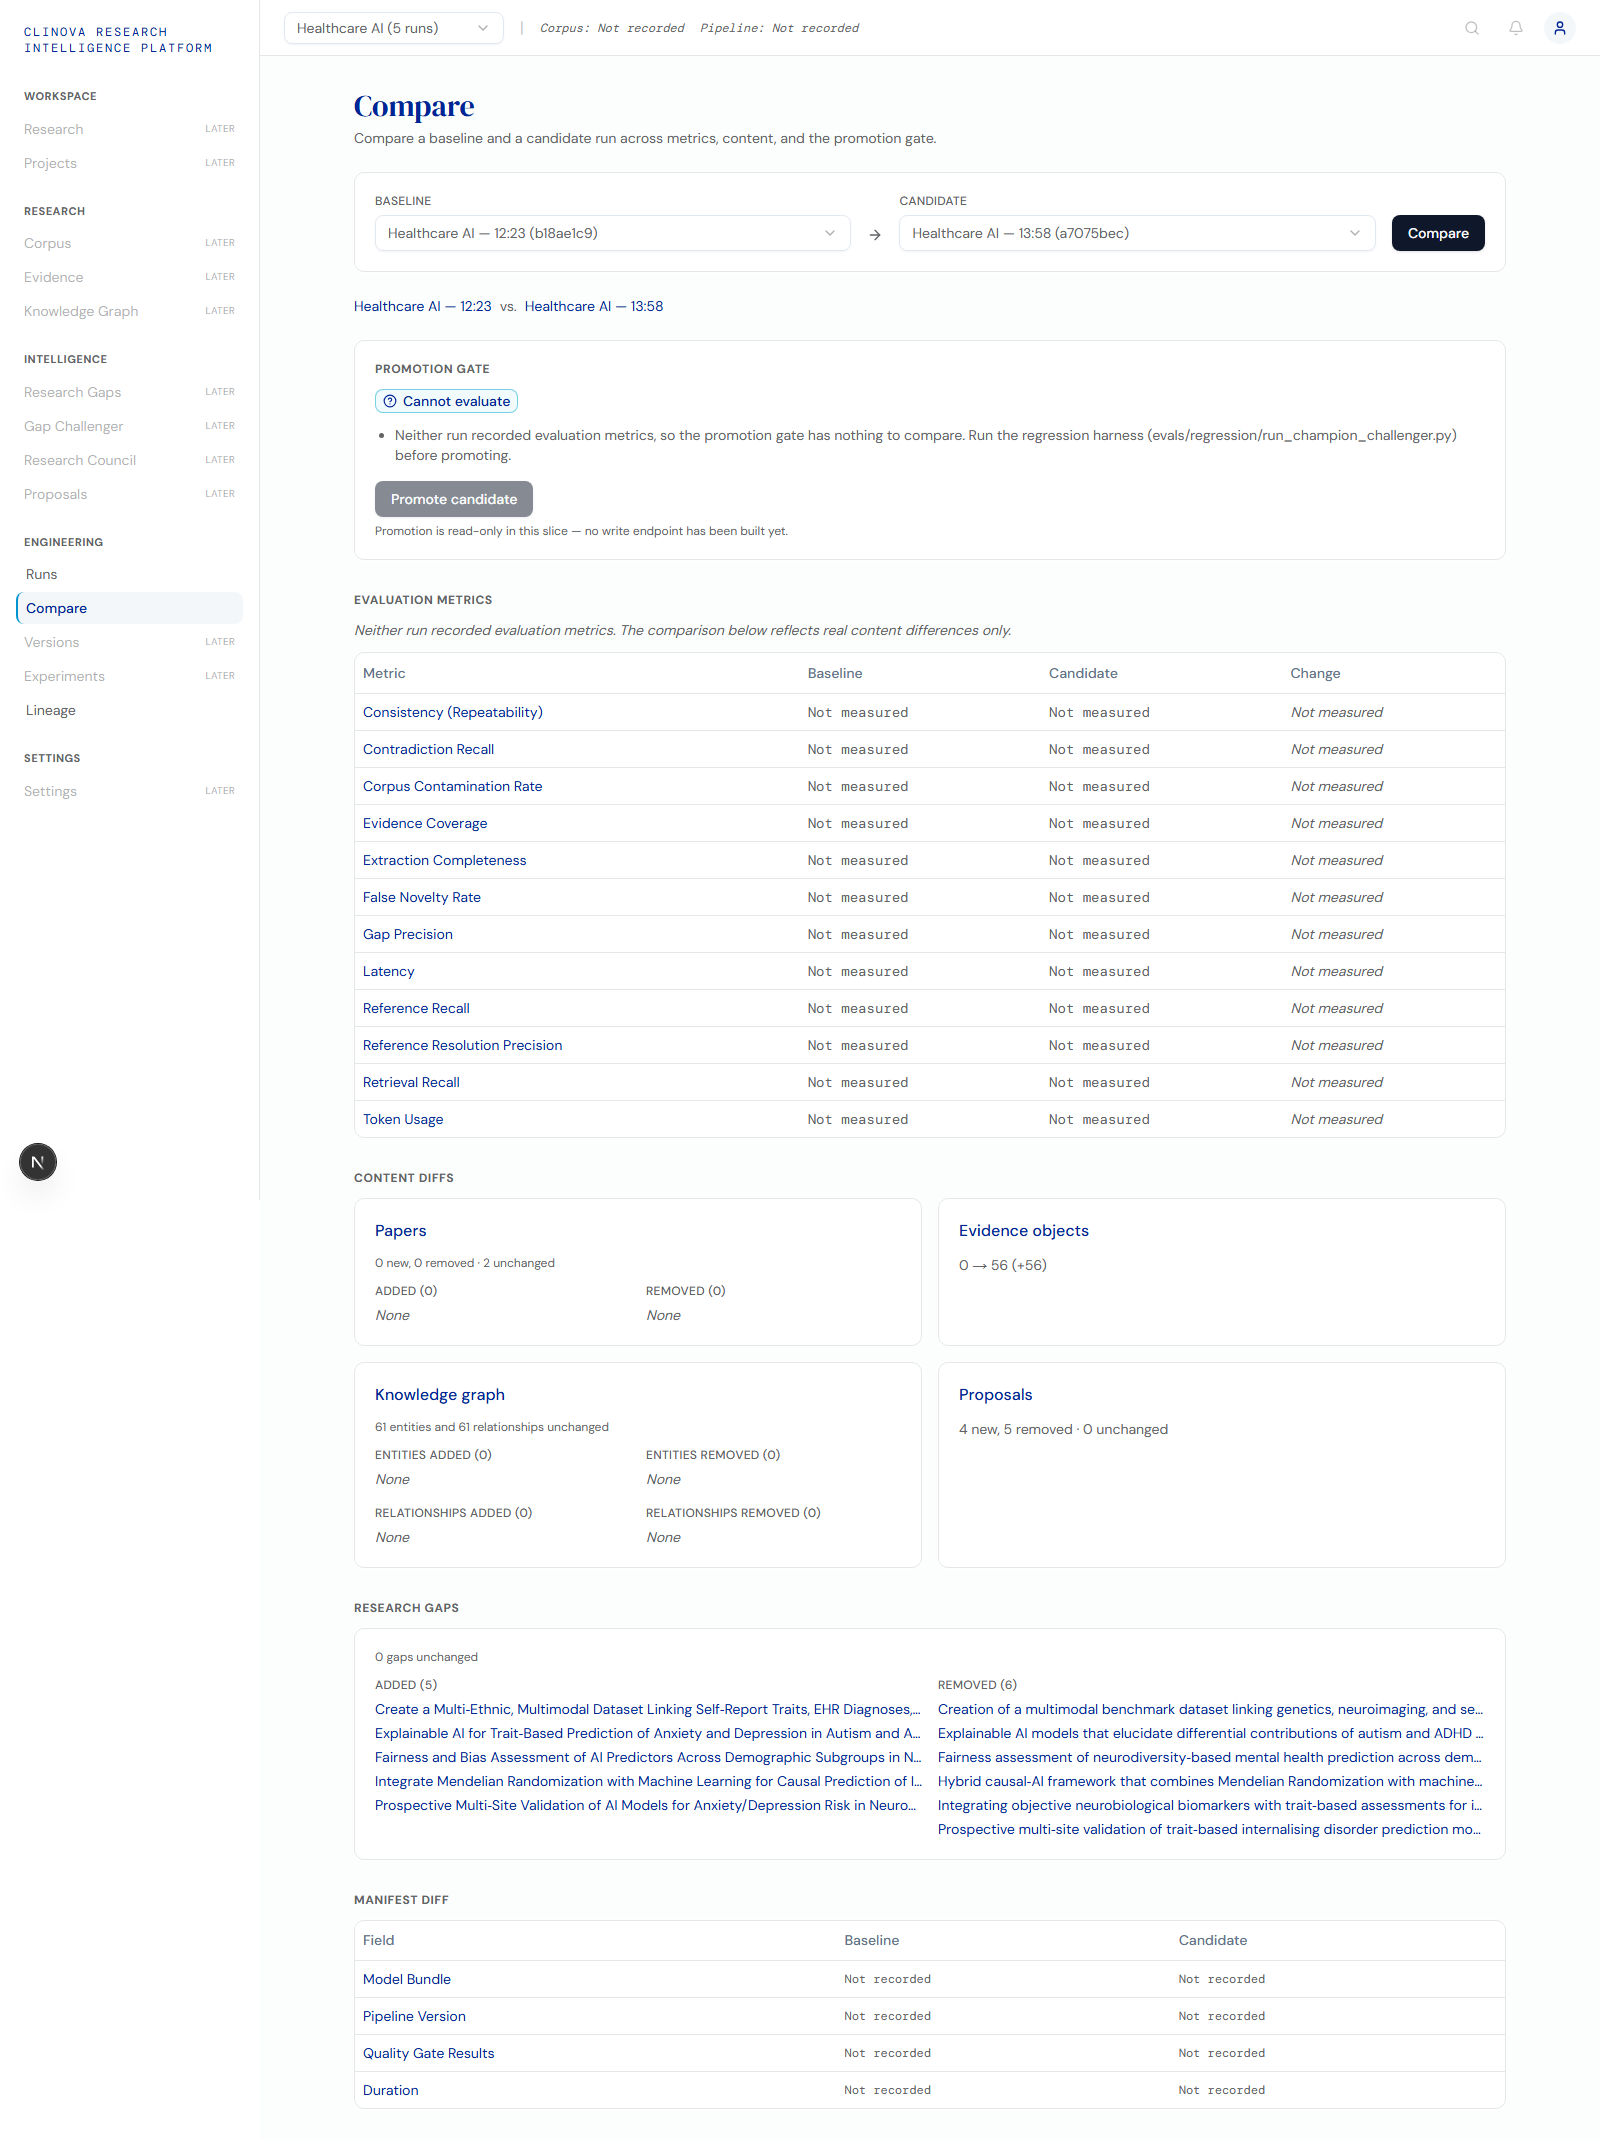 CLINOVA RESEARCH
INTELLIGENCE PLATFORM
WORKSPACE
Research LATER
Projects LATER
RESEARCH
Corpus LATER
Evidence LATER
Knowledge Graph LATER
INTELLIGENCE
Research Gaps LATER
Gap Challenger LATER
Research Council LATER
Proposals LATER
ENGINEERING
Runs
Compare
Versions LATER
Experiments LATER
Lineage
SETTINGS
Settings LATER
N
Healthcare AI (5 runs) | Corpus: Not recorded Pipeline: Not recorded
Compare
Compare a baseline and a candidate run across metrics, content, and the promotion gate.
BASELINE
Healthcare AI — 12:23 (b18ae1c9)
→
CANDIDATE
Healthcare AI — 13:58 (a7075bec)
Compare
Healthcare AI — 12:23 vs. Healthcare AI — 13:58
PROMOTION GATE
Cannot evaluate
• Neither run recorded evaluation metrics, so the promotion gate has nothing to compare. Run the regression harness (evals/regression/run_champion_challenger.py)
before promoting.
Promote candidate
Promotion is read-only in this slice — no write endpoint has been built yet.
EVALUATION METRICS
Neither run recorded evaluation metrics. The comparison below reflects real content differences only.
Metric Baseline Candidate Change
Consistency (Repeatability) Not measured Not measured Not measured
Contradiction Recall Not measured Not measured Not measured
Corpus Contamination Rate Not measured Not measured Not measured
Evidence Coverage Not measured Not measured Not measured
Extraction Completeness Not measured Not measured Not measured
False Novelty Rate Not measured Not measured Not measured
Gap Precision Not measured Not measured Not measured
Latency Not measured Not measured Not measured
Reference Recall Not measured Not measured Not measured
Reference Resolution Precision Not measured Not measured Not measured
Retrieval Recall Not measured Not measured Not measured
Token Usage Not measured Not measured Not measured
CONTENT DIFFS
Papers
0 new, 0 removed · 2 unchanged
ADDED (0) REMOVED (0)
None None
Evidence objects
0 → 56 (+56)
Knowledge graph
61 entities and 61 relationships unchanged
ENTITIES ADDED (0) ENTITIES REMOVED (0)
None None
RELATIONSHIPS ADDED (0) RELATIONSHIPS REMOVED (0)
None None
Proposals
4 new, 5 removed · 0 unchanged
RESEARCH GAPS
0 gaps unchanged
ADDED (5)
Create a Multi-Ethnic, Multimodal Dataset Linking Self-Report Traits, EHR Diagnoses,...
Explainable AI for Trait-Based Prediction of Anxiety and Depression in Autism and A...
Fairness and Bias Assessment of AI Predictors Across Demographic Subgroups in N...
Integrate Mendelian Randomization with Machine Learning for Causal Prediction of I...
Prospective Multi-Site Validation of AI Models for Anxiety/Depression Risk in Neuro...
REMOVED (6)
Creation of a multimodal benchmark dataset linking genetics, neuroimaging, and se...
Explainable AI models that elucidate differential contributions of autism and ADHD ...
Fairness assessment of neurodiversity-based mental health prediction across dem...
Hybrid causal-AI framework that combines Mendelian Randomization with machine...
Integrating objective neurobiological biomarkers with trait-based assessments for i...
Prospective multi-site validation of trait-based internalising disorder prediction mo...
MANIFEST DIFF
Field Baseline Candidate
Model Bundle Not recorded Not recorded
Pipeline Version Not recorded Not recorded
Quality Gate Results Not recorded Not recorded
Duration Not recorded Not recorded